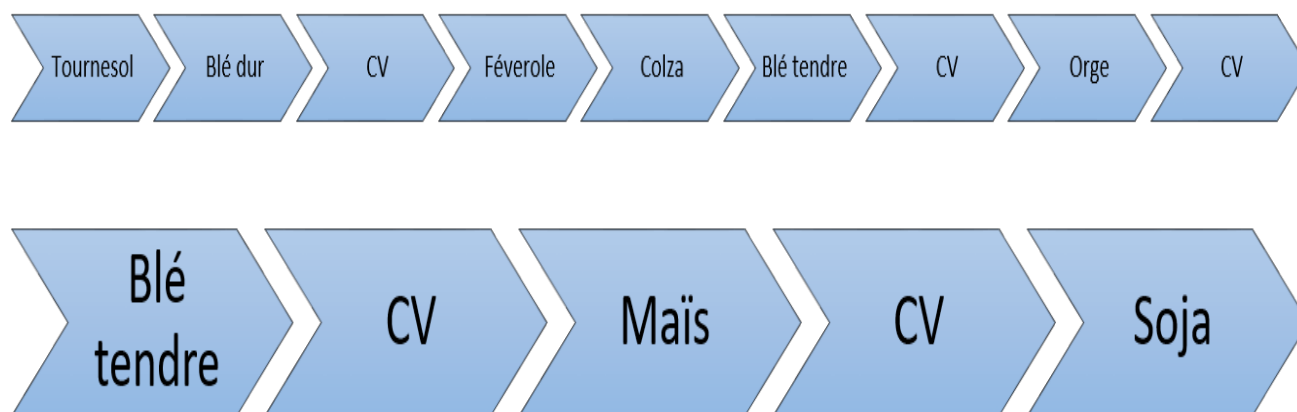 Tournesol
Blé dur
CV
Féverole
Colza
Blé tendre
CV
Orge
CV
Blé
tendre
CV
Maïs
CV
Soja